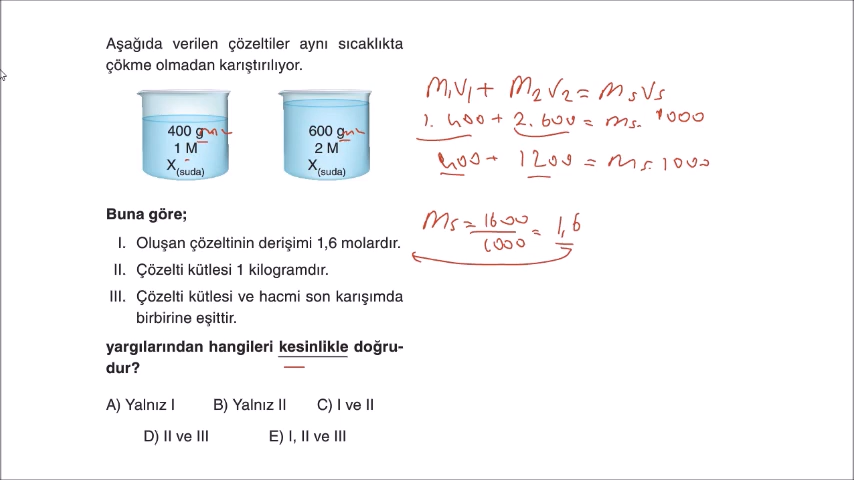 Aşağıda verilen çözeltiler aynı sıcaklıkta
çökme olmadan karıştırılıyor.
400 g mL
1 M
X(suda)
600 g mL
2 M
X(suda)
M₁V₁ + M₂V₂ = MₛVₛ
1. 400 + 2. 600 = Mₛ. 1000
400 + 1200 = Mₛ. 1000
Mₛ = 1600/1000 = 1,6
Buna göre;
I. Oluşan çözeltinin derişimi 1,6 molardır.
II. Çözelti kütlesi 1 kilogramdır.
III. Çözelti kütlesi ve hacmi son karışımda
birbirine eşittir.
yargılarından hangileri kesinlikle doğru-
dur?
A) Yalnız I B) Yalnız II C) I ve II
D) II ve III E) I, II ve III